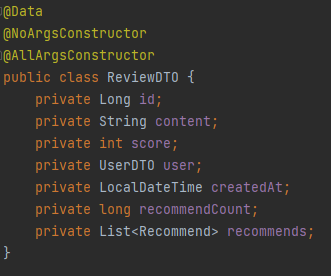 @Data
@NoArgsConstructor
@AllArgsConstructor
public class ReviewDTO {
    private Long id;
    private String content;
    private int score;
    private UserDTO user;
    private LocalDateTime createdAt;
    private long recommendCount;
    private List<Recommend> recommends;
}